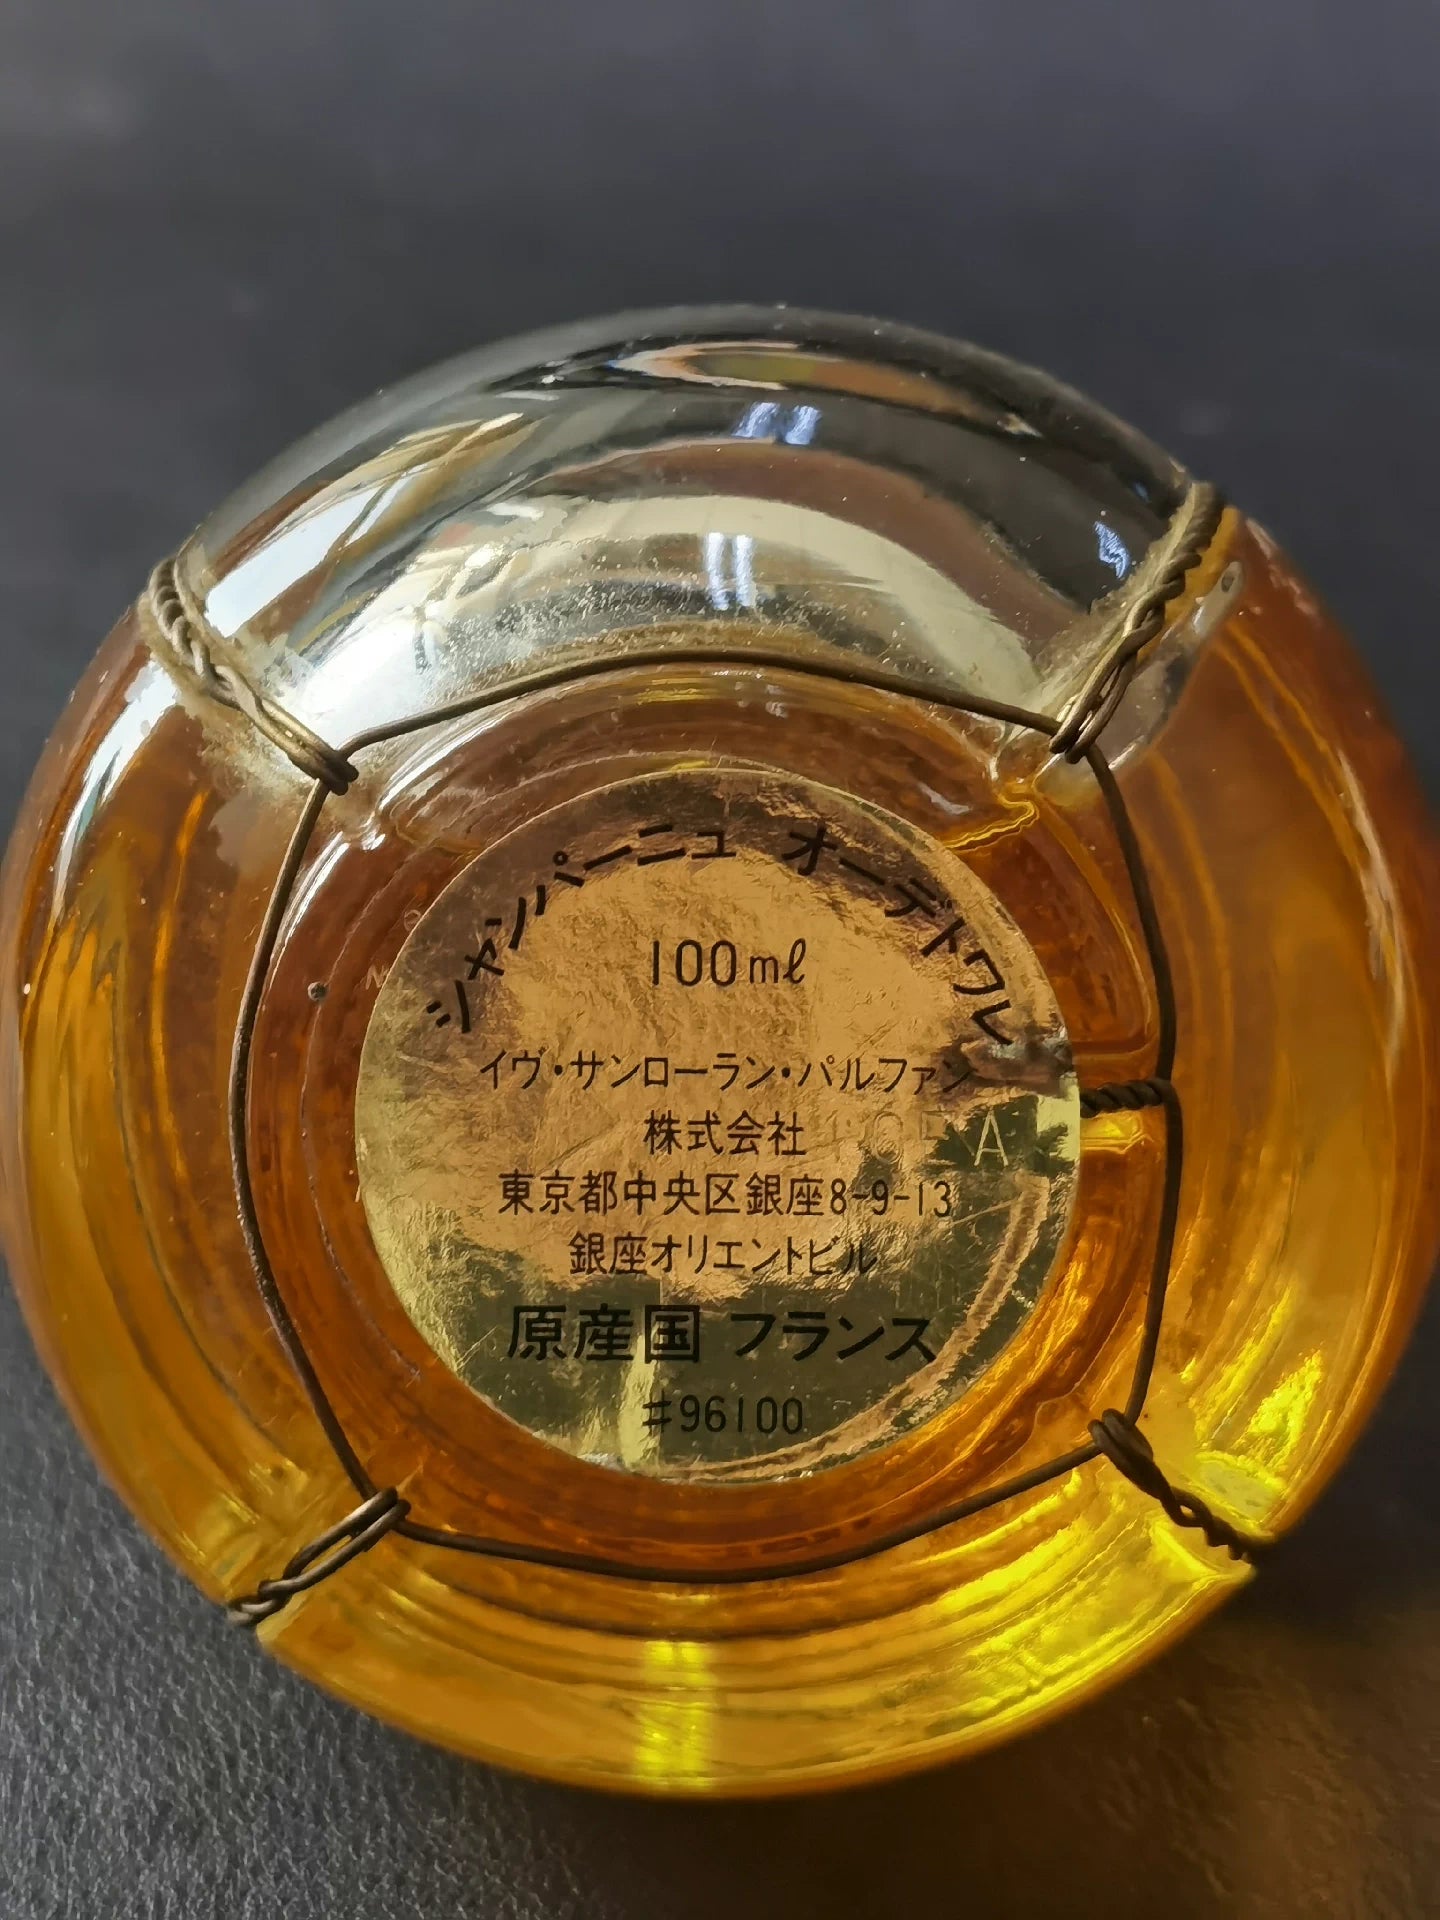 シャンパーニュ オーデトワレ
100mℓ
イヴ・サンローラン・パルファン
株式会社
東京都中央区銀座8-9-13
銀座オリエントビル
原産国 フランス
♯96100